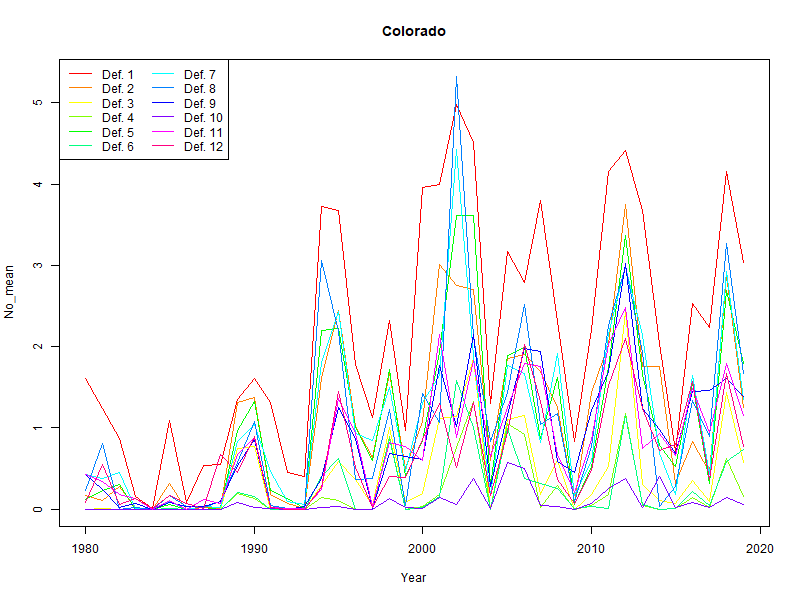 Colorado
Def. 1
Def. 2
Def. 3
Def. 4
Def. 5
Def. 6
Def. 7
Def. 8
Def. 9
Def. 10
Def. 11
Def. 12
No_mean
5
4
3
2
1
0
1980 1990 2000 2010 2020
Year